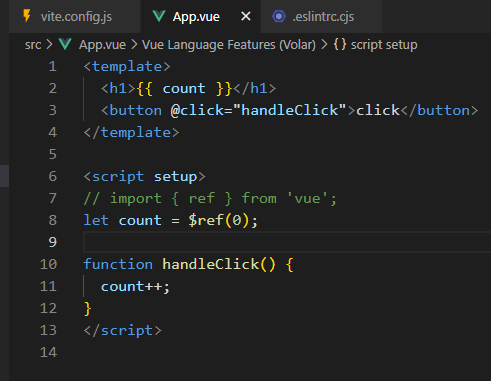 vite.config.js App.vue .eslintrc.cjs
src > App.vue > Vue Language Features (Volar) > {} script setup
1 <template>
2 <h1>{{ count }}</h1>
3 <button @click="handleClick">click</button>
4 </template>
5
6 <script setup>
7 // import { ref } from 'vue';
8 let count = $ref(0);
9
10 function handleClick() {
11 count++;
12 }
13 </script>
14